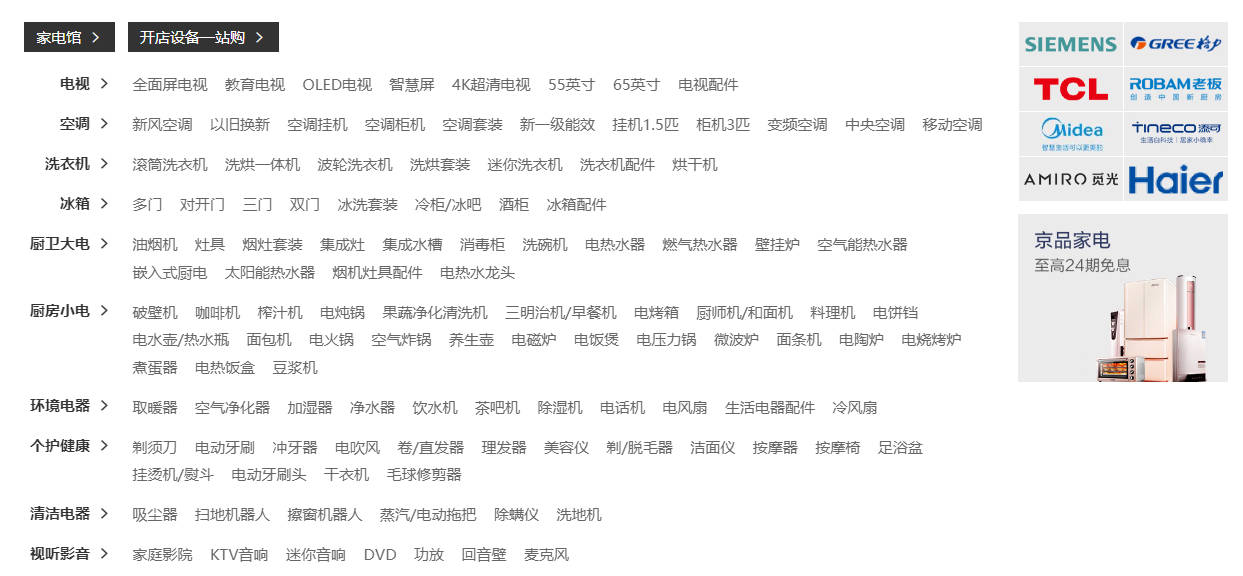 家电馆 > 开店设备一站购 >
电视 > 全面屏电视 教育电视 OLED电视 智慧屏 4K超清电视 55英寸 65英寸 电视配件
空调 > 新风空调 以旧换新 空调挂机 空调柜机 空调套装 新一级能效 挂机1.5匹 柜机3匹 变频空调 中央空调 移动空调
洗衣机 > 滚筒洗衣机 洗烘一体机 波轮洗衣机 洗烘套装 迷你洗衣机 洗衣机配件 烘干机
冰箱 > 多门 对开门 三门 双门 冰洗套装 冷柜/冰吧 酒柜 冰箱配件
厨卫大电 > 油烟机 灶具 烟灶套装 集成灶 集成水槽 消毒柜 洗碗机 电热水器 燃气热水器 壁挂炉 空气能热水器
嵌入式厨电 太阳能热水器 烟机灶具配件 电热水龙头
厨房小电 > 破壁机 咖啡机 榨汁机 电炖锅 果蔬净化清洗机 三明治机/早餐机 电烤箱 厨师机/和面机 料理机 电饼铛
电水壶/热水瓶 面包机 电火锅 空气炸锅 养生壶 电磁炉 电饭煲 电压力锅 微波炉 面条机 电陶炉 电烧烤炉
煮蛋器 电热饭盒 豆浆机
环境电器 > 取暖器 空气净化器 加湿器 净水器 饮水机 茶吧机 除湿机 电话机 电风扇 生活电器配件 冷风扇
个护健康 > 剃须刀 电动牙刷 冲牙器 电吹风 卷/直发器 理发器 美容仪 剃/脱毛器 洁面仪 按摩器 按摩椅 足浴盆
挂烫机/熨斗 电动牙刷头 干衣机 毛球修剪器
清洁电器 > 吸尘器 扫地机器人 擦窗机器人 蒸汽/电动拖把 除螨仪 洗地机
视听影音 > 家庭影院 KTV音响 迷你音响 DVD 功放 回音壁 麦克风
SIEMENS GREE格力
TCL ROBAM老板
创造中国新厨房
Midea TINECO添可
智慧生活可以更美的 生活白科技 | 居家小确幸
AMIRO 觅光 Haier
京品家电
至高24期免息